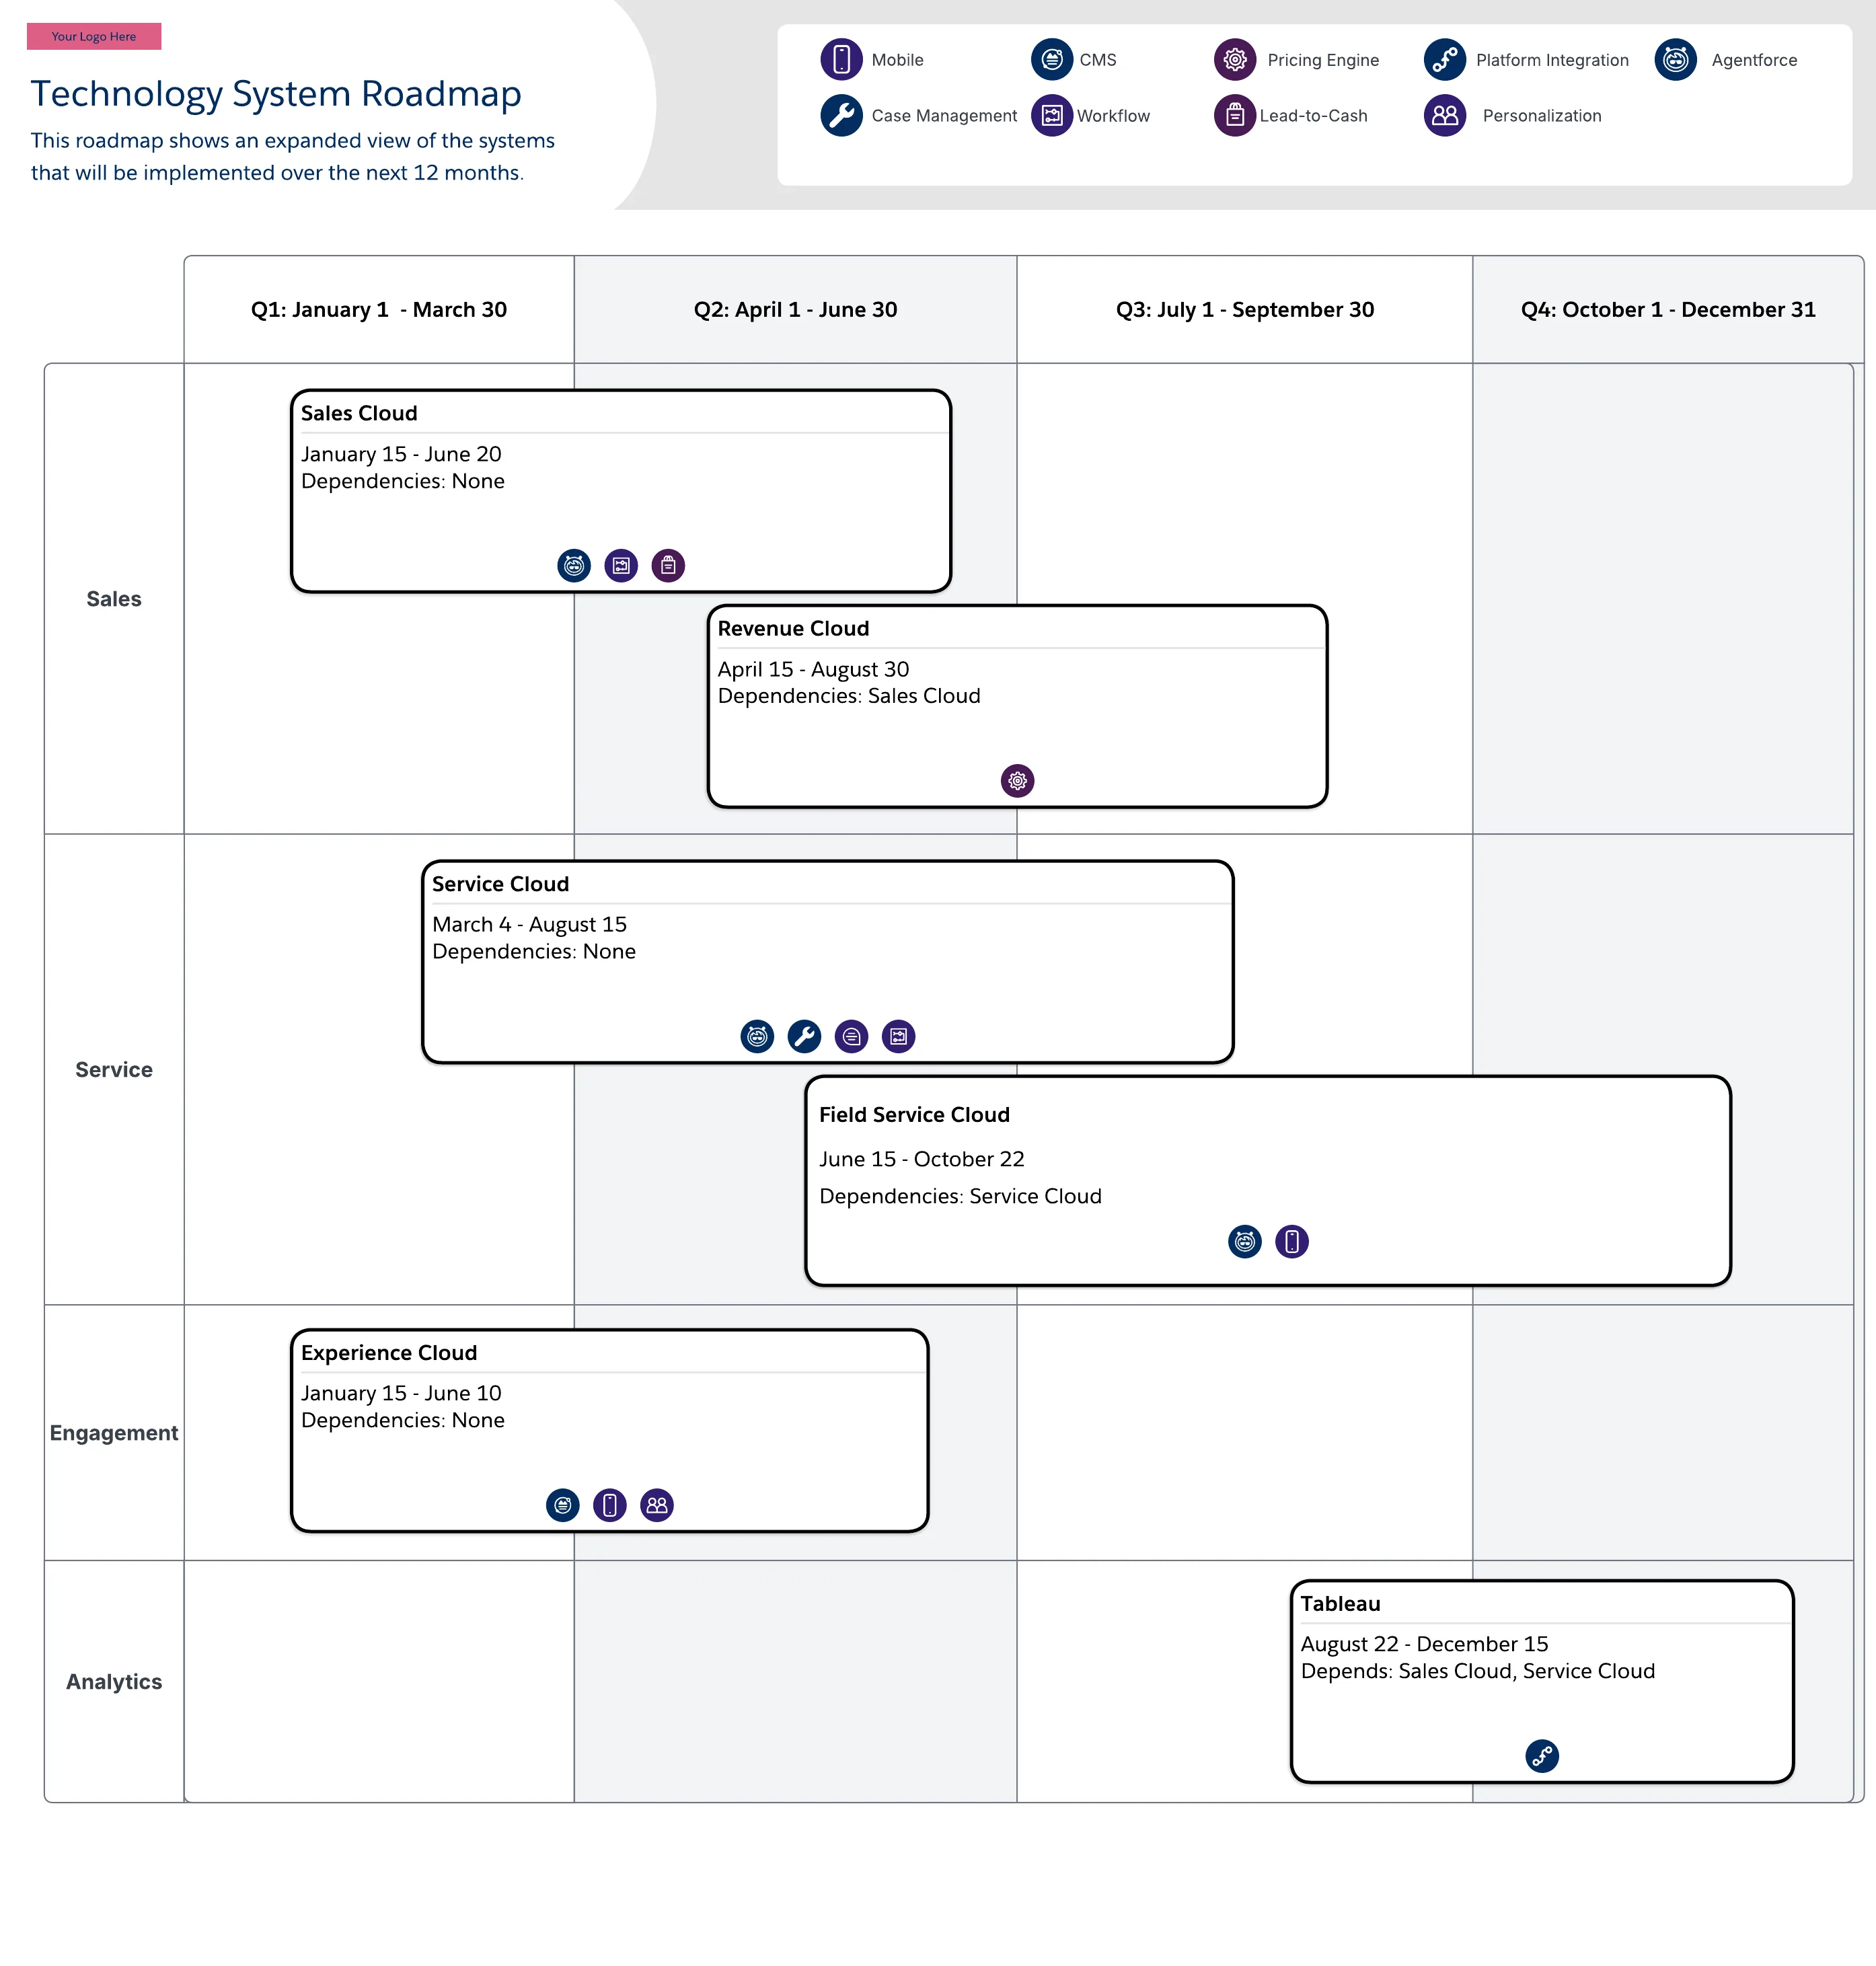 Your Logo Here
Technology System Roadmap
This roadmap shows an expanded view of the systems
that will be implemented over the next 12 months.
Mobile
CMS
Pricing Engine
Platform Integration
Agentforce
Case Management
Workflow
Lead-to-Cash
Personalization
Q1: January 1 - March 30
Q2: April 1 - June 30
Q3: July 1 - September 30
Q4: October 1 - December 31
Sales
Sales Cloud
January 15 - June 20
Dependencies: None
Revenue Cloud
April 15 - August 30
Dependencies: Sales Cloud
Service
Service Cloud
March 4 - August 15
Dependencies: None
Field Service Cloud
June 15 - October 22
Dependencies: Service Cloud
Engagement
Experience Cloud
January 15 - June 10
Dependencies: None
Analytics
Tableau
August 22 - December 15
Depends: Sales Cloud, Service Cloud